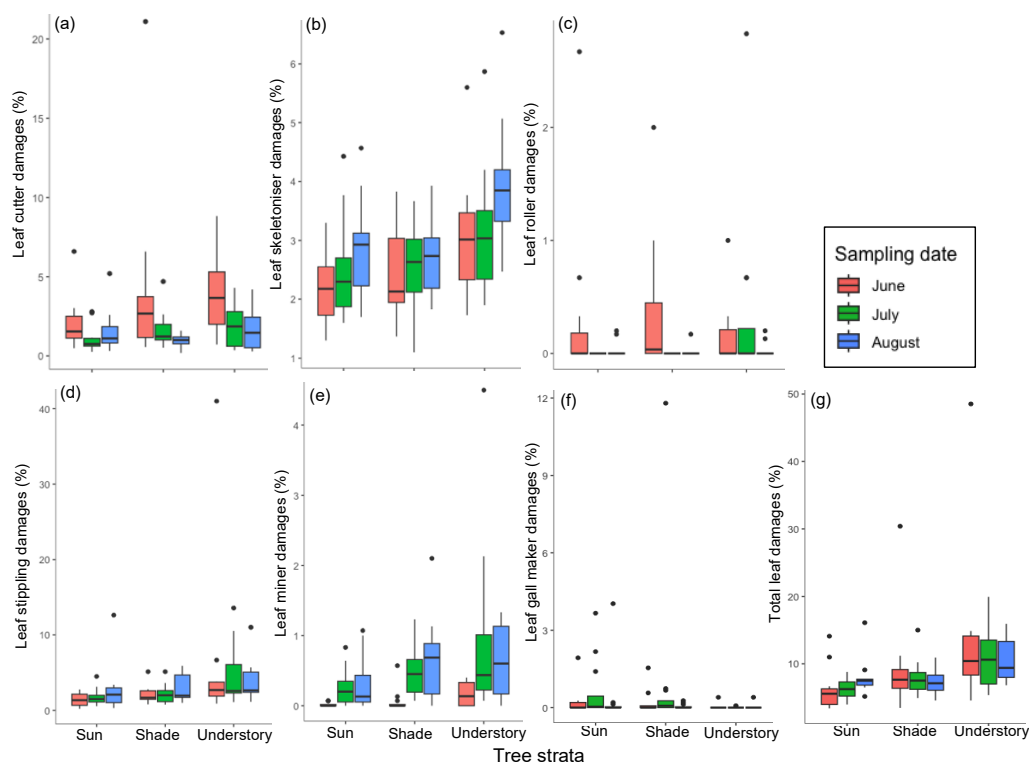 (a)
Leaf cutter damages (%)
20
15
10
5
0
(b)
Leaf skeletoniser damages (%)
6
5
4
3
2
1
(c)
Leaf roller damages (%)
2
1
0
Sampling date
June
July
August
(d)
Leaf stippling damages (%)
40
30
20
10
0
Sun Shade Understory
(e)
Leaf miner damages (%)
4
3
2
1
0
Sun Shade Understory
(f)
Leaf gall maker damages (%)
12
9
6
3
0
Sun Shade Understory
(g)
Total leaf damages (%)
50
40
30
20
10
Sun Shade Understory
Tree strata